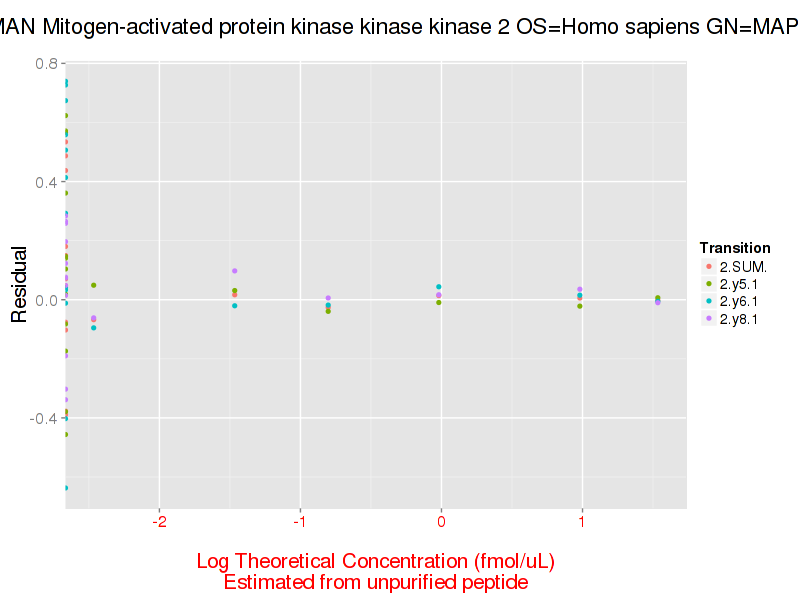 MAN Mitogen-activated protein kinase kinase kinase 2 OS=Homo sapiens GN=MAP
0.8
0.4
0.0
-0.4
Residual
-2
-1
0
1
Log Theoretical Concentration (fmol/uL)
Estimated from unpurified peptide
Transition
2.SUM.
2.y5.1
2.y6.1
2.y8.1